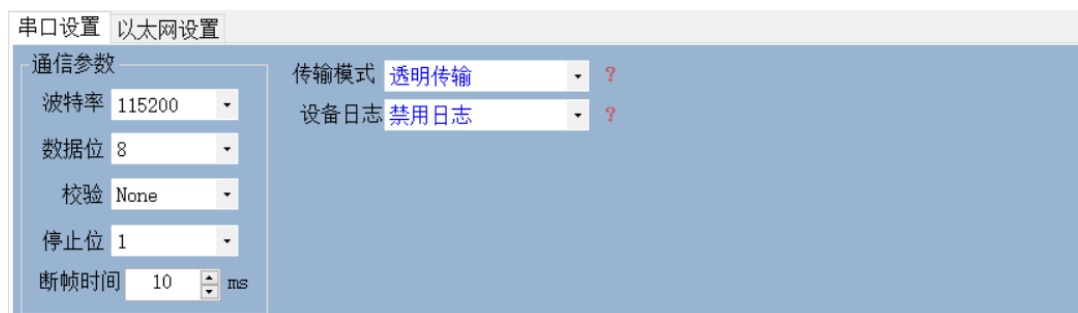 串口设置 以太网设置
通信参数
波特率 115200
数据位 8
校验 None
停止位 1
断帧时间 10 ms
传输模式 透明传输 ?
设备日志 禁用日志 ?